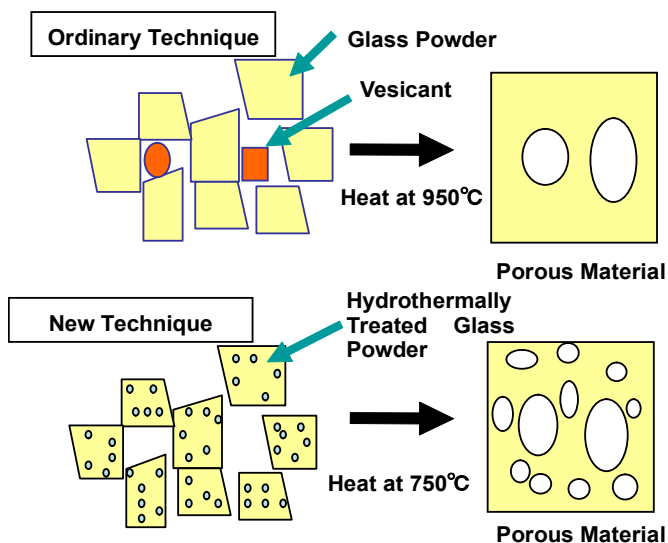 Ordinary Technique
Glass Powder
Vesicant
Heat at 950℃
Porous Material
New Technique
Hydrothermally
Treated Glass
Powder
Heat at 750℃
Porous Material